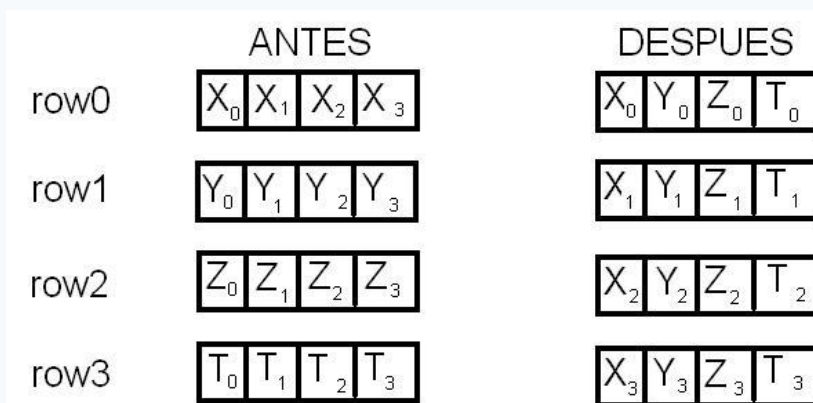 ANTES DESPUES
row0 X₀ X₁ X₂ X₃ X₀ Y₀ Z₀ T₀
row1 Y₀ Y₁ Y₂ Y₃ X₁ Y₁ Z₁ T₁
row2 Z₀ Z₁ Z₂ Z₃ X₂ Y₂ Z₂ T₂
row3 T₀ T₁ T₂ T₃ X₃ Y₃ Z₃ T₃